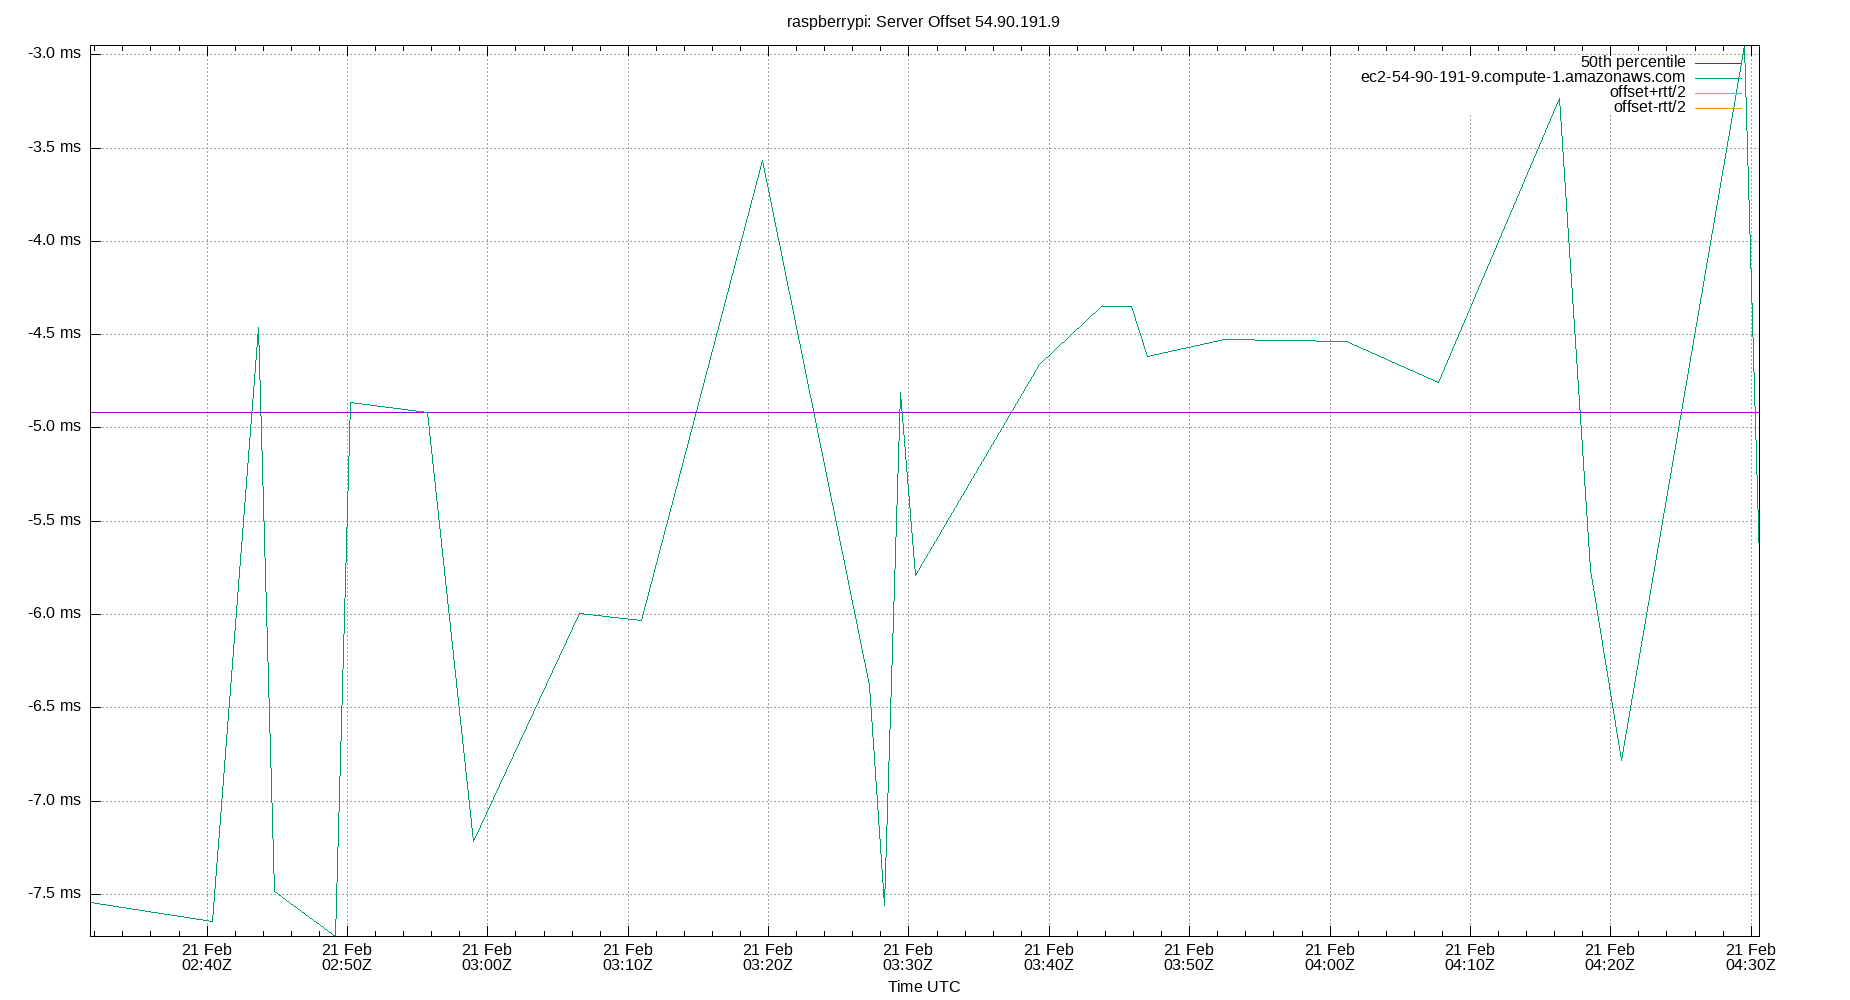 raspberrypi: Server Offset 54.90.191.9
-3.0 ms
-3.5 ms
-4.0 ms
-4.5 ms
-5.0 ms
-5.5 ms
-6.0 ms
-6.5 ms
-7.0 ms
-7.5 ms
50th percentile
ec2-54-90-191-9.compute-1.amazonaws.com
offset+rtt/2
offset-rtt/2
21 Feb 21 Feb 21 Feb 21 Feb 21 Feb 21 Feb 21 Feb 21 Feb 21 Feb 21 Feb 21 Feb 21 Feb
02:40Z 02:50Z 03:00Z 03:10Z 03:20Z 03:30Z 03:40Z 03:50Z 04:00Z 04:10Z 04:20Z 04:30Z
Time UTC